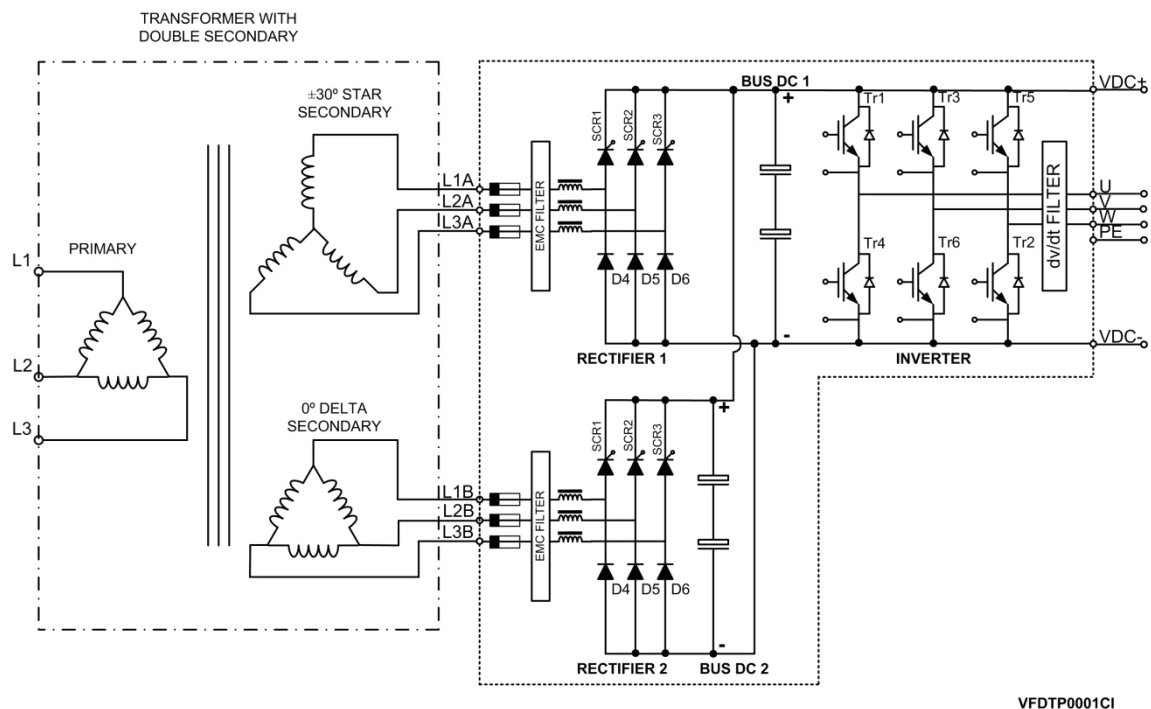 TRANSFORMER WITH
DOUBLE SECONDARY
±30º STAR
SECONDARY
PRIMARY
L1
L2
L3
0º DELTA
SECONDARY
L1A
L2A
L3A
EMC FILTER
SCR1
SCR2
SCR3
D4
D5
D6
RECTIFIER 1
BUS DC 1
+
-
Tr1
Tr3
Tr5
Tr4
Tr6
Tr2
INVERTER
dv/dt FILTER
VDC+
U
V
W
PE
VDC-
L1B
L2B
L3B
EMC FILTER
SCR1
SCR2
SCR3
D4
D5
D6
+
-
RECTIFIER 2
BUS DC 2
VFDTP0001CI